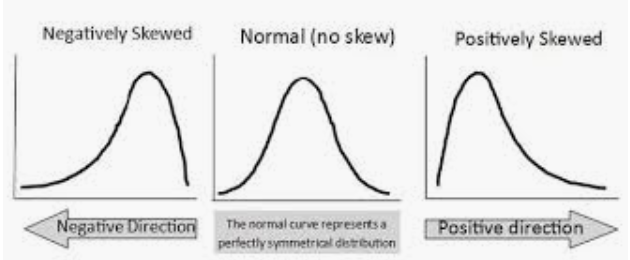 Negatively Skewed
Normal (no skew)
Positively Skewed
Negative Direction
The normal curve represents a
perfectly symmetrical distribution
Positive direction